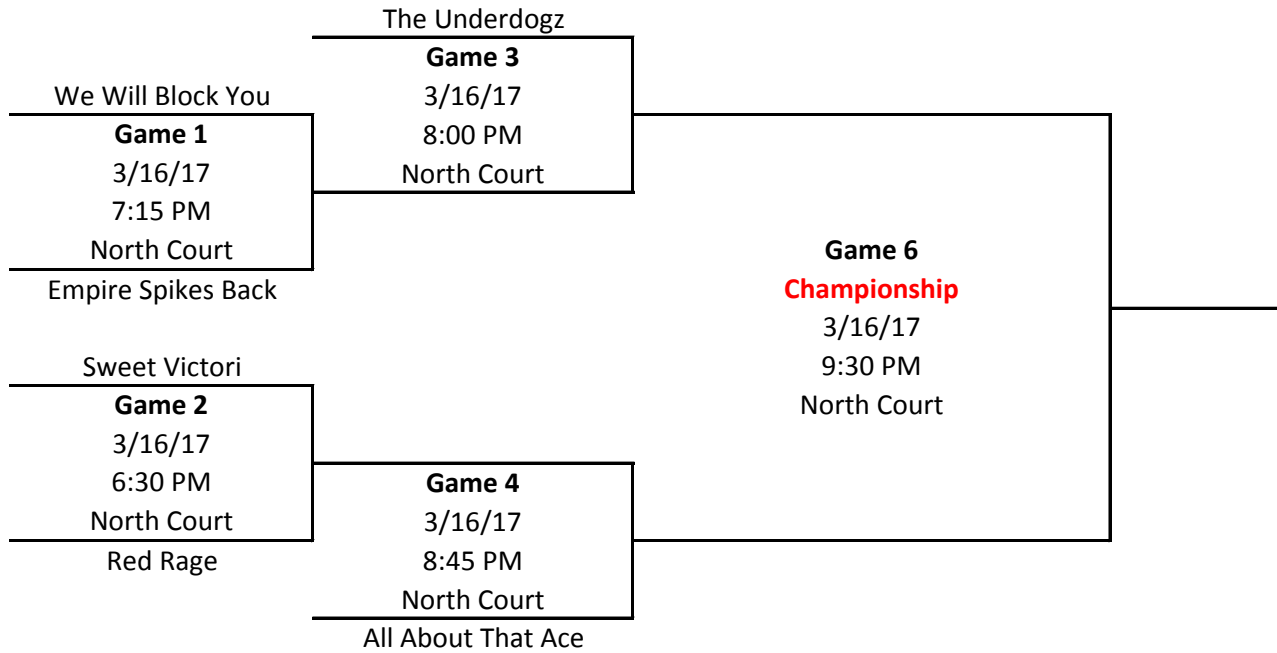 The Underdogz
Game 3
3/16/17
8:00 PM
North Court
We Will Block You
Game 1
3/16/17
7:15 PM
North Court
Empire Spikes Back
Game 6
Championship
3/16/17
9:30 PM
North Court
Sweet Victori
Game 2
3/16/17
6:30 PM
North Court
Red Rage
Game 4
3/16/17
8:45 PM
North Court
All About That Ace